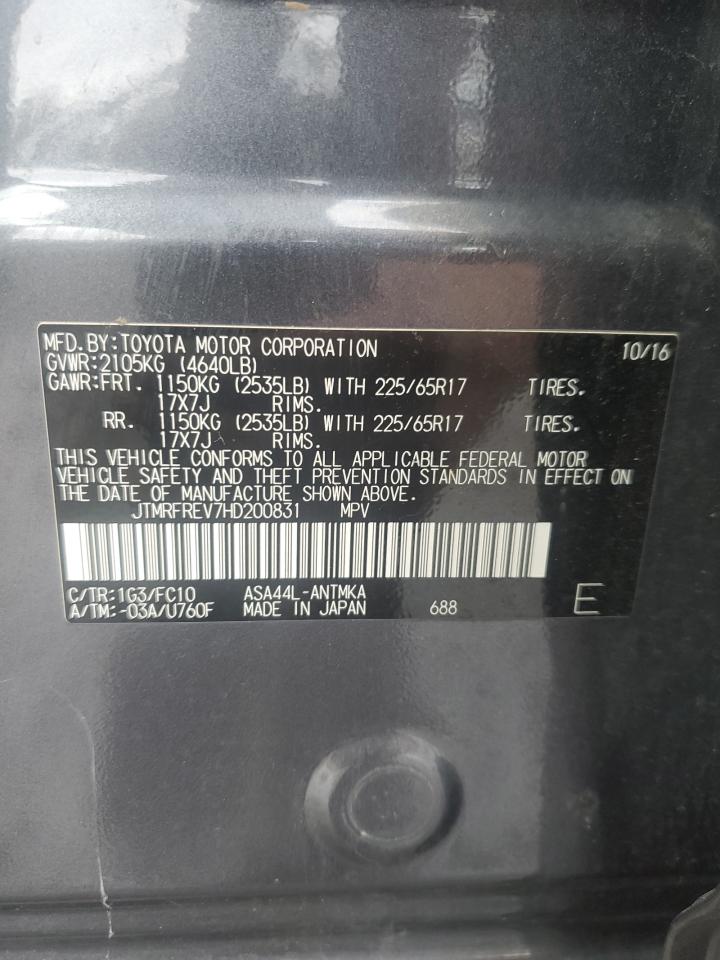 MFD.BY:TOYOTA MOTOR CORPORATION 10/16
GVWR:2105KG (4640LB)
GAWR:FRT. 1150KG (2535LB) WITH 225/65R17 TIRES.
17X7J RIMS.
RR. 1150KG (2535LB) WITH 225/65R17 TIRES.
17X7J RIMS.
THIS VEHICLE CONFORMS TO ALL APPLICABLE FEDERAL MOTOR
VEHICLE SAFETY AND THEFT PREVENTION STANDARDS IN EFFECT ON
THE DATE OF MANUFACTURE SHOWN ABOVE.
JTMRFREV7HD200831 MPV
C/TR:1G3/FC10 ASA44L-ANTMKA
A/TM:-03A/U760F MADE IN JAPAN 688 E